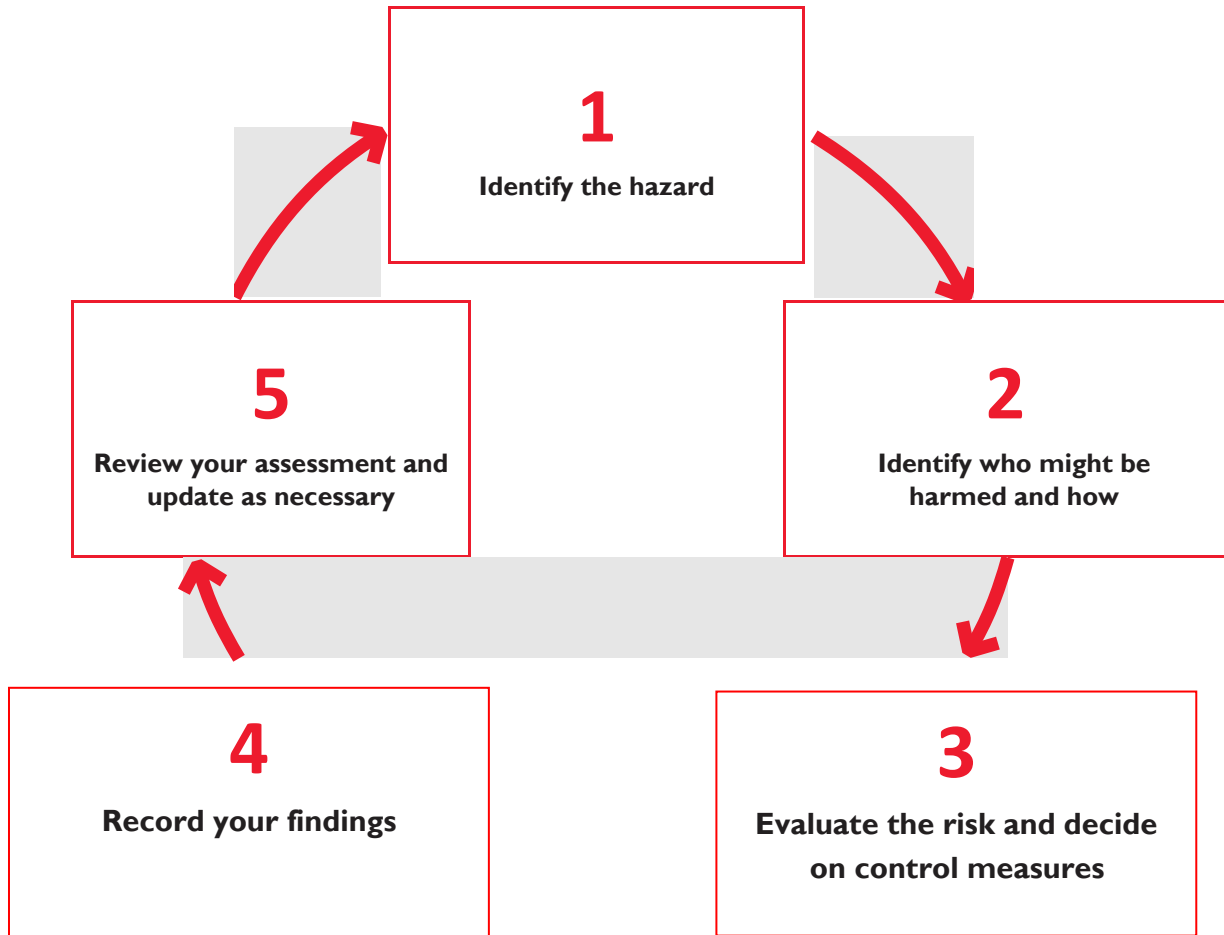 1
Identify the hazard
2
Identify who might be
harmed and how
3
Evaluate the risk and decide
on control measures
4
Record your findings
5
Review your assessment and
update as necessary